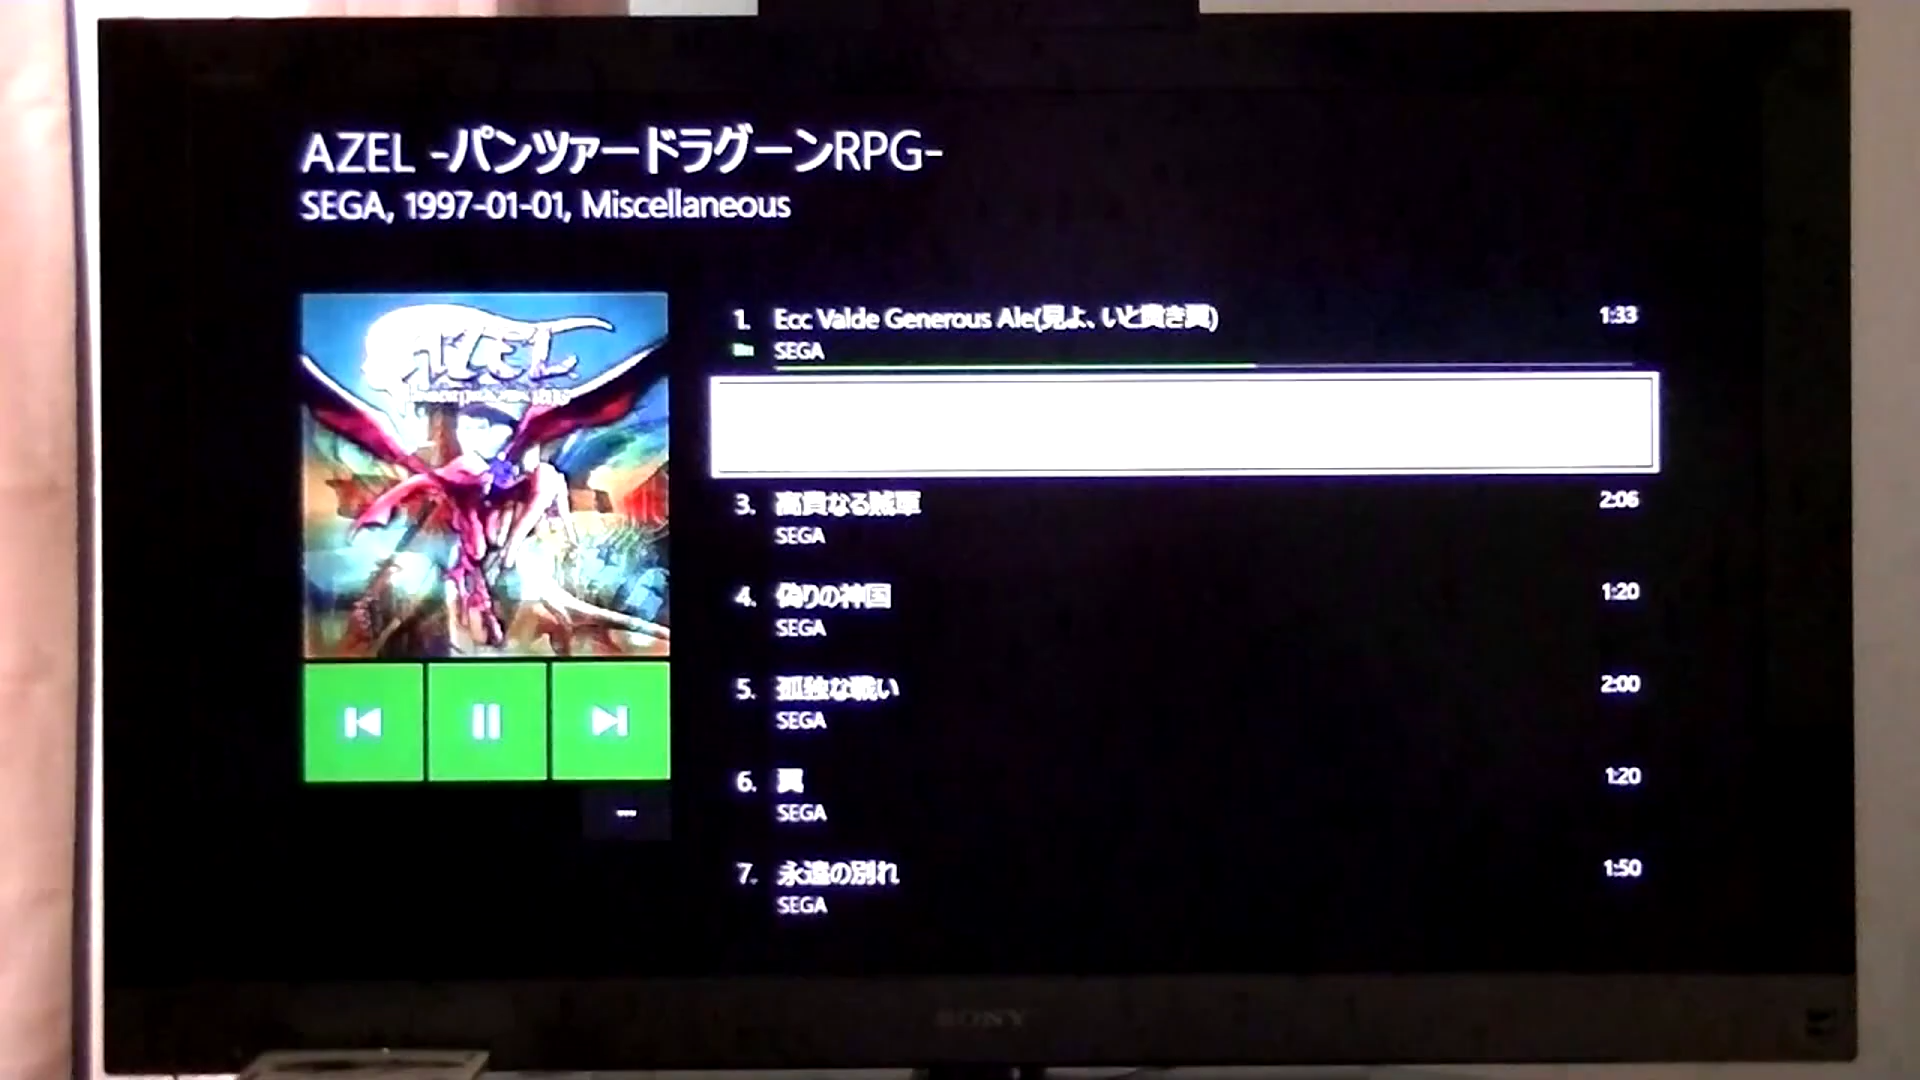 AZEL -パンツァードラグーンRPG-
SEGA, 1997-01-01, Miscellaneous
AZEL
1. Ecc Valde Generous Ale(見よ、いと貴き翼) 1:33
SEGA
3. 高貴なる賊軍 2:06
SEGA
4. 偽りの神国 1:20
SEGA
5. 孤独な戦い 2:00
SEGA
6. 翼 1:20
SEGA
7. 永遠の別れ 1:50
SEGA
SONY